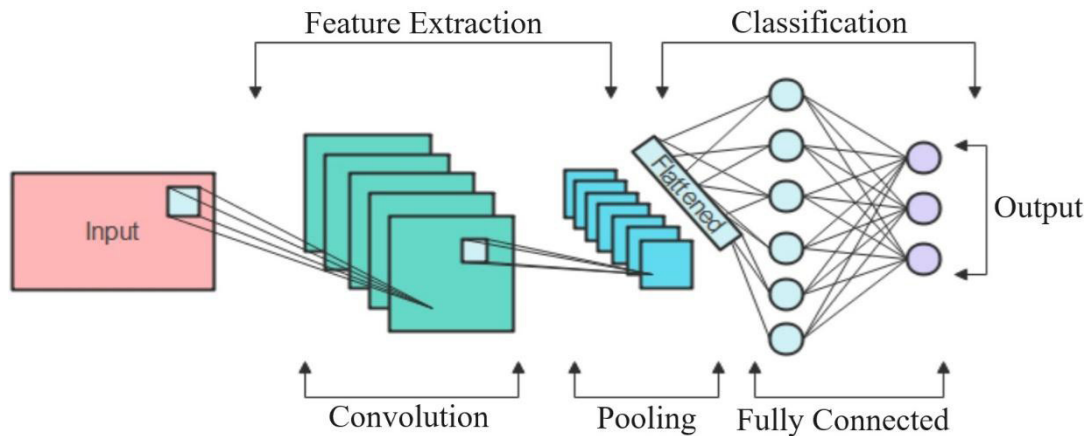 Feature Extraction
Classification
Input
Flattened
Output
Convolution
Pooling
Fully Connected